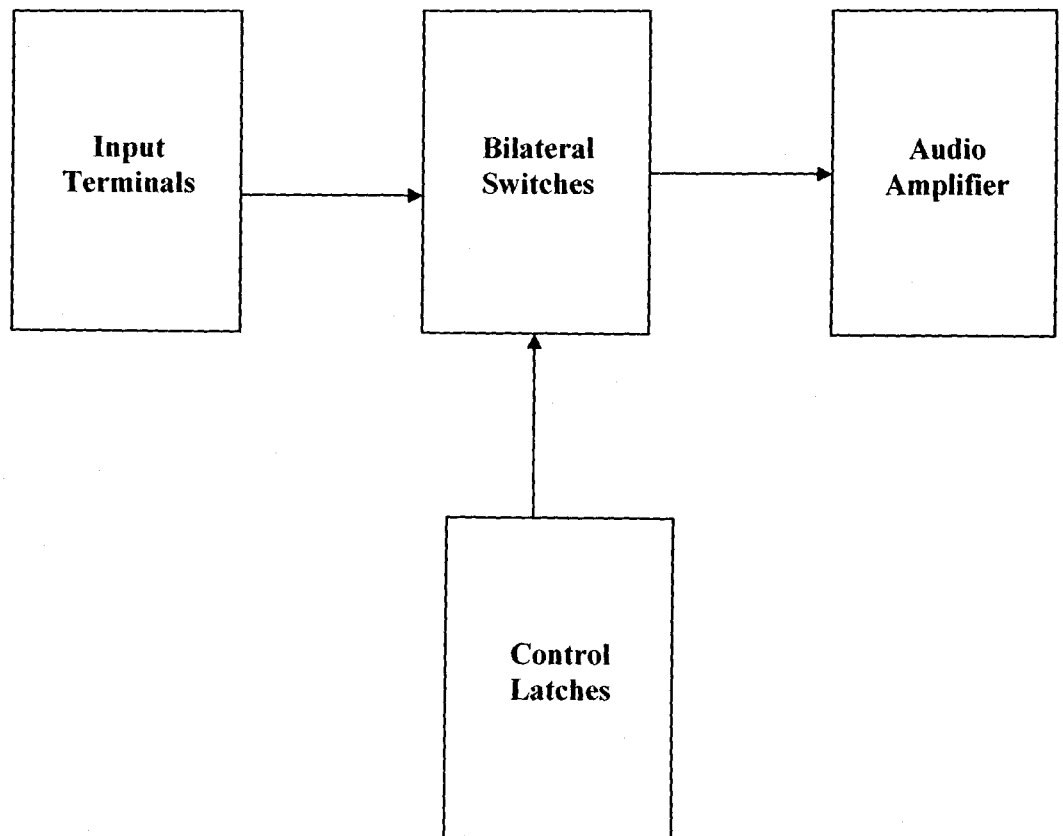 Input
Terminals
Bilateral
Switches
Audio
Amplifier
Control
Latches